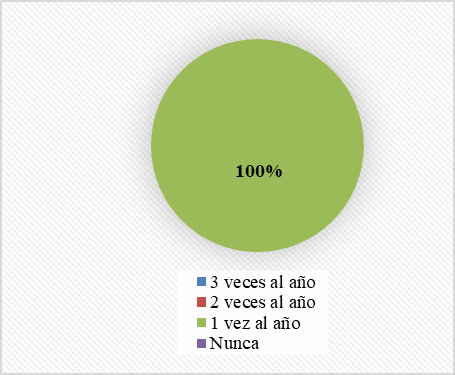 100%
3 veces al año
2 veces al año
1 vez al año
Nunca